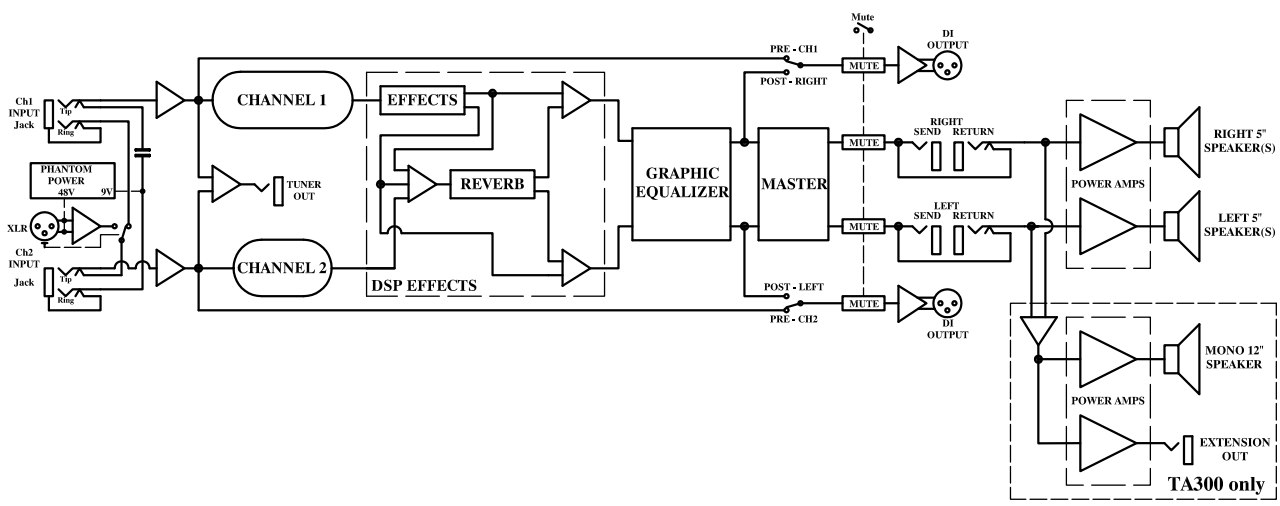 Mute
DI
OUTPUT
PRE - CH1
MUTE
POST - RIGHT
Ch1
INPUT
Jack
Tip
Ring
CHANNEL 1
EFFECTS
RIGHT
SEND
RETURN
MUTE
RIGHT 5"
SPEAKER(S)
PHANTOM
POWER
48V
9V
TUNER
OUT
REVERB
GRAPHIC
EQUALIZER
MASTER
POWER AMPS
XLR
LEFT
SEND
RETURN
MUTE
LEFT 5"
SPEAKER(S)
Ch2
INPUT
Jack
Tip
Ring
CHANNEL 2
DSP EFFECTS
POST - LEFT
MUTE
PRE - CH2
DI
OUTPUT
MONO 12"
SPEAKER
POWER AMPS
EXTENSION
OUT
TA300 only